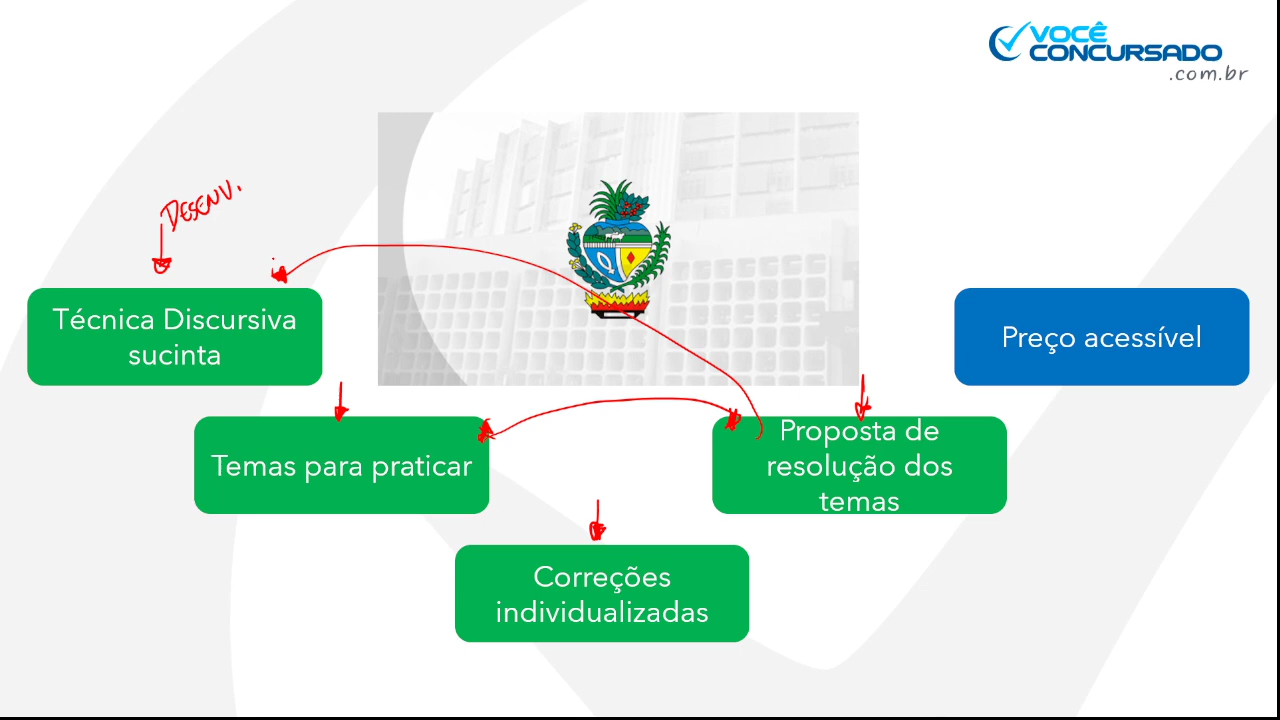 VOCÊ
CONCURSADO
.com.br
DESENV.
Técnica Discursiva
sucinta
Preço acessível
Temas para praticar
Proposta de
resolução dos
temas
Correções
individualizadas